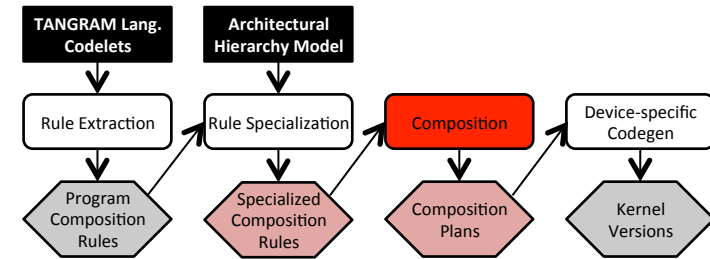 TANGRAM Lang.
Codelets
Architectural
Hierarchy Model
Rule Extraction
Rule Specialization
Composition
Device-specific
Codegen
Program
Composition
Rules
Specialized
Composition
Rules
Composition
Plans
Kernel
Versions